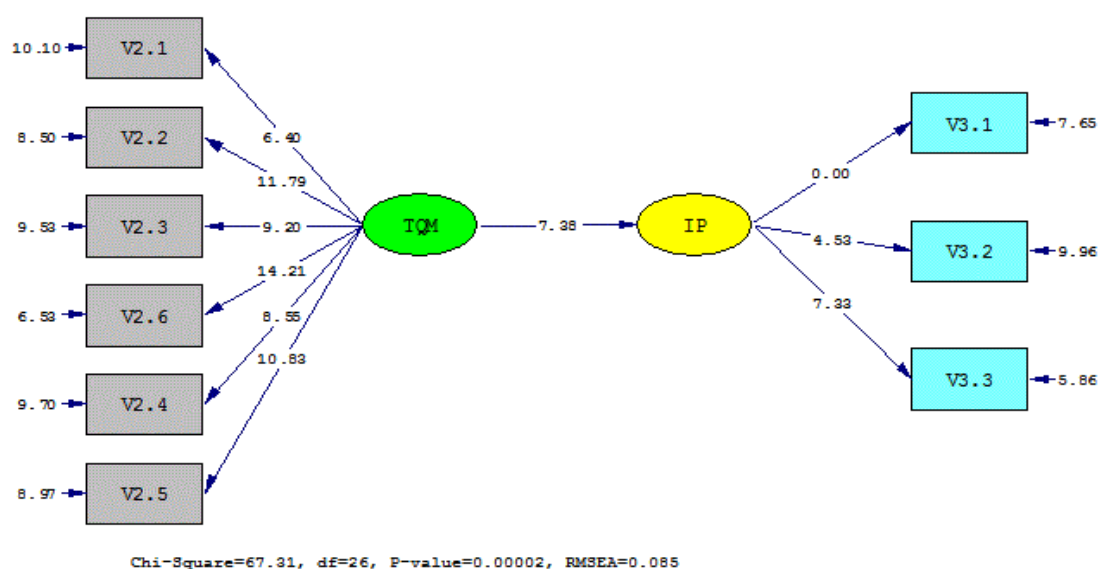 10.10 V2.1
8.50 V2.2
9.53 V2.3
6.53 V2.6
9.70 V2.4
8.97 V2.5
6.40
11.79
9.20
14.21
8.55
10.83
TQM
7.38
IP
0.00
4.53
7.33
V3.1 7.65
V3.2 9.96
V3.3 5.86
Chi-Square=67.31, df=26, P-value=0.00002, RMSEA=0.085